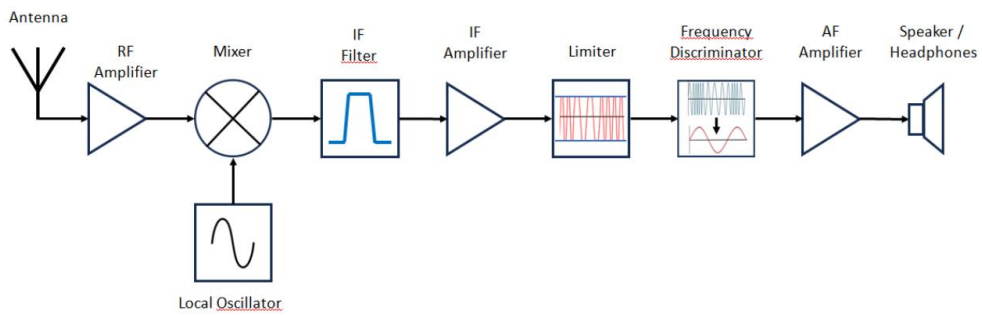 Antenna
RF
Amplifier
Mixer
IF
Filter
IF
Amplifier
Limiter
Frequency
Discriminator
AF
Amplifier
Speaker /
Headphones
Local Oscillator